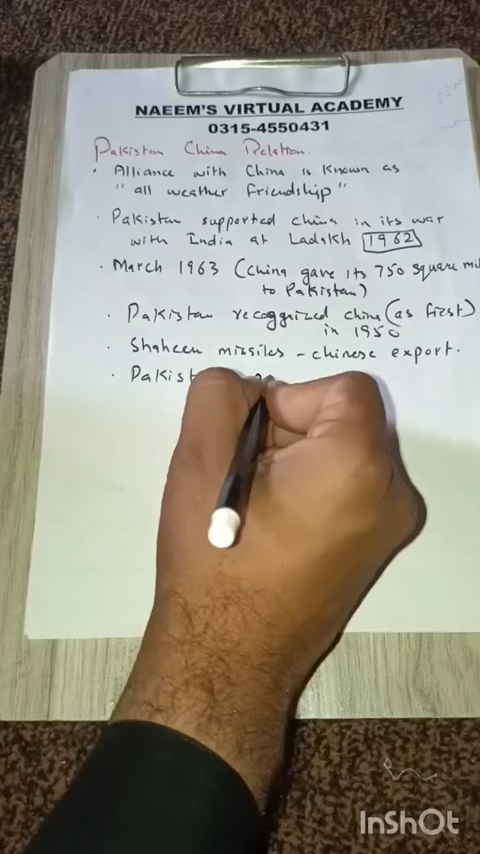 NAEEM'S VIRTUAL ACADEMY
0315-4550431
Pakistan China Relation.
• Alliance with China is known as
"all weather friendship"
• Pakistan supported china in its war
with India at Ladakh 1962
• March 1963 (China gave its 750 square mi
to Pakistan)
• Pakistan recognized china (as first)
in 1950
• Shaheen missiles - chinese export.
• Pakist
InShOt